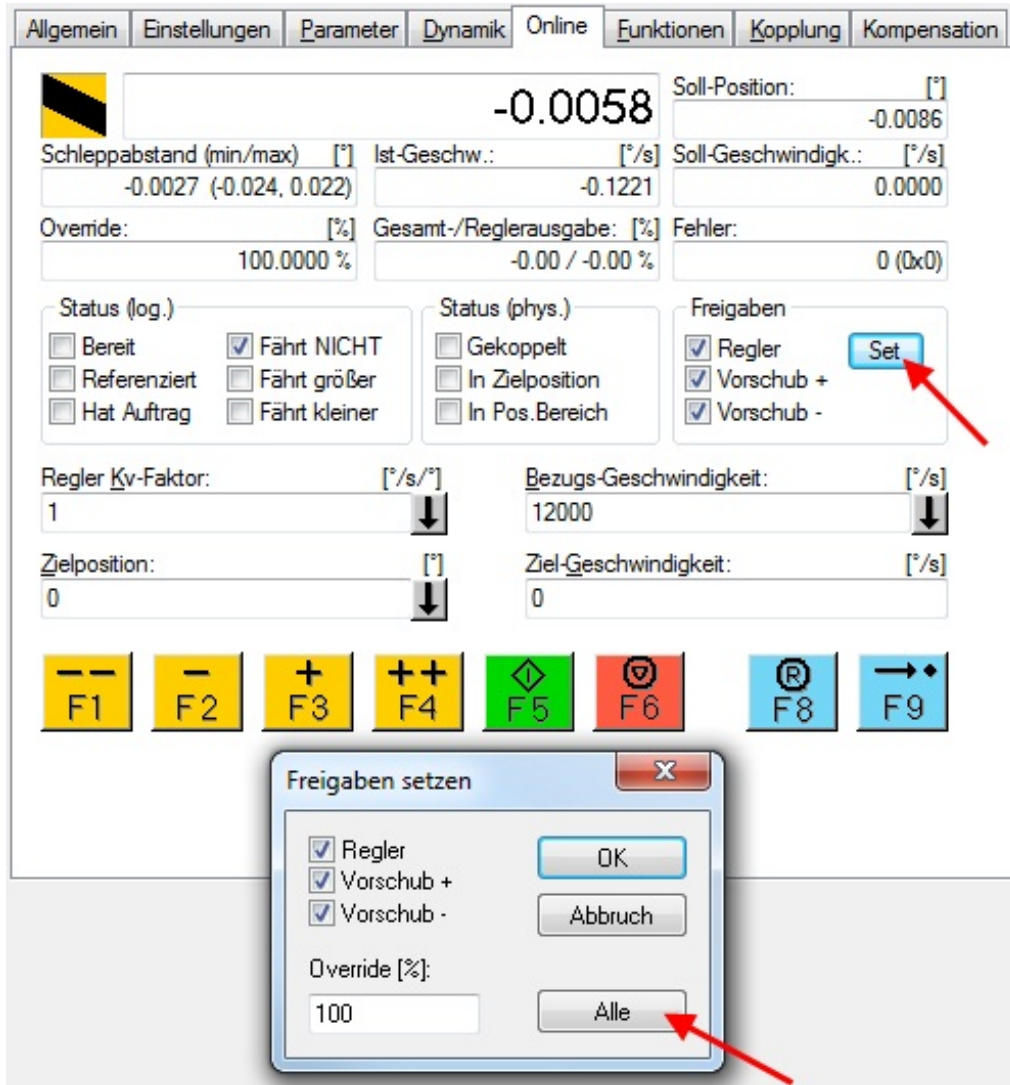 Allgemein Einstellungen Parameter Dynamik Online Funktionen Kopplung Kompensation
-0.0058
Soll-Position: [°]
-0.0086
Schleppabstand (min/max) [°] Ist-Geschw.: [°/s] Soll-Geschwindigk.: [°/s]
-0.0027 (-0.024, 0.022) -0.1221 0.0000
Override: [%] Gesamt-/Reglerausgabe: [%] Fehler:
100.0000 % -0.00 / -0.00 % 0 (0x0)
Status (log.)
Bereit Fährt NICHT
Referenziert Fährt größer
Hat Auftrag Fährt kleiner
Status (phys.)
Gekoppelt
In Zielposition
In Pos.Bereich
Freigaben
Regler Set
Vorschub +
Vorschub -
Regler Kv-Faktor: [°/s/°] Bezugs-Geschwindigkeit: [°/s]
1 12000
Zielposition: [°] Ziel-Geschwindigkeit: [°/s]
0 0
-- - + ++ R
F1 F2 F3 F4 F5 F6 F8 F9
Freigaben setzen
Regler OK
Vorschub +
Vorschub - Abbruch
Override [%]:
100 Alle